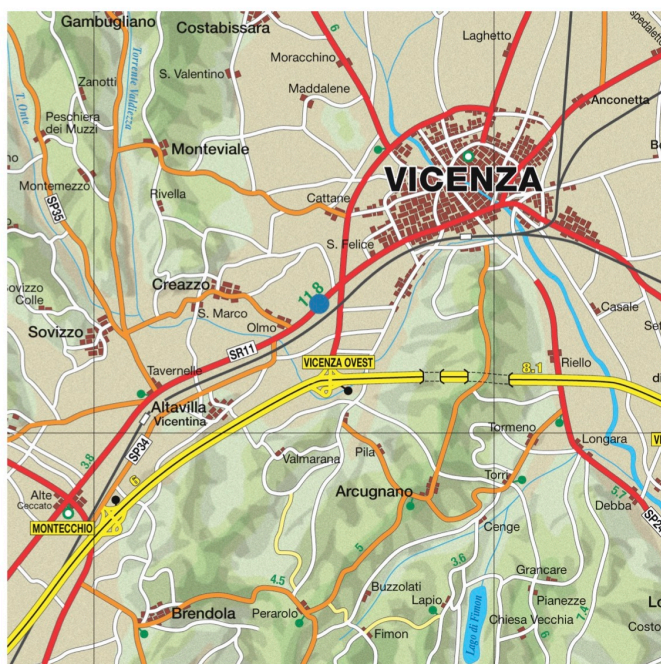 Gambugliano
Costabissara
Laghetto
Torrente Valdiezza
6
Moracchino
Zanotti
S. Valentino
Maddalene
T. Onte
Anconetta
Peschiera
dei Muzzi
Monteviale
Montemezzo
Rivella
SP35
VICENZA
Cattane
S. Felice
Creazzo
11.8
S. Marco
Olmo
Colle
Casale
Sovizzo
SR11
VICENZA OVEST
8.1
Riello
Tavernelle
Altavilla
Vicentina
SP34
3.8
6
Tormeno
Longara
Valmarana
Pila
Torri
Alte
Ceccato
MONTECCHIO
Arcugnano
5.7
Debba
Cenge
5
3.6
Grancare
4.5
Buzzolati
Lapio
Pianezze
Brendola
Perarolo
Chiesa Vecchia
7.4
Fimon
Lago di Fimon
6